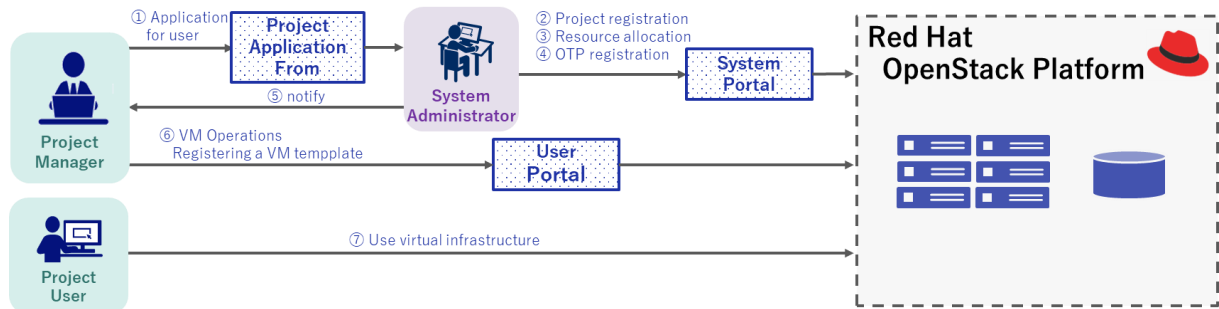 ① Application
for user
Project
Application
From
② Project registration
③ Resource allocation
④ OTP registration
System
Portal
Red Hat
OpenStack Platform
⑤ notify
System
Administrator
Project
Manager
⑥ VM Operations
Registering a VM tempplate
User
Portal
⑦ Use virtual infrastructure
Project
User